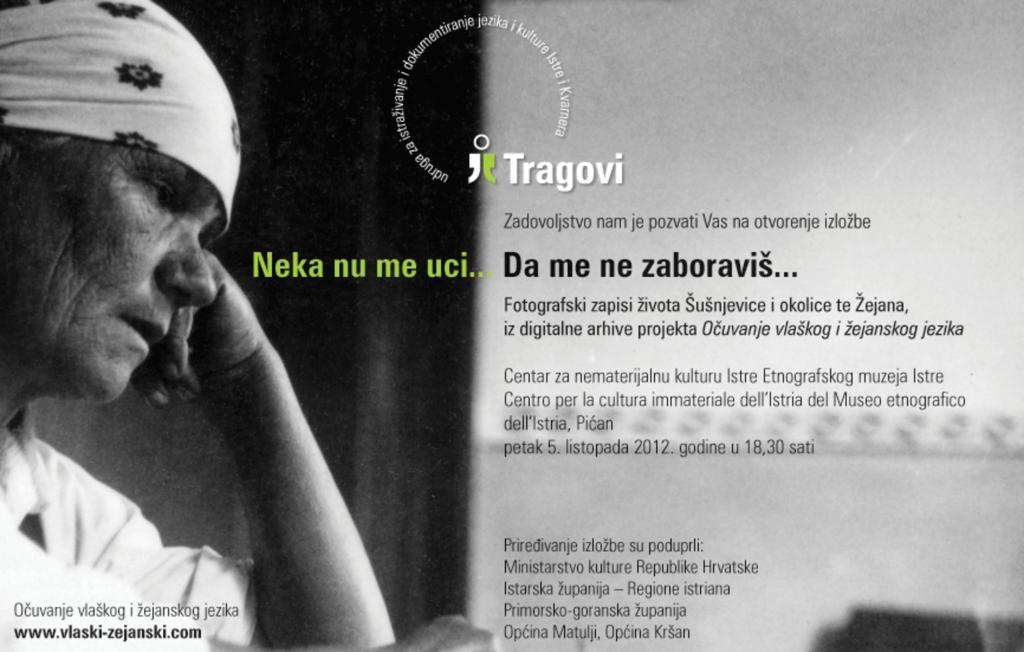 udruga za istraživanje i dokumentiranje jezika i kulture Istre i Kvarnera
Tragovi
Zadovoljstvo nam je pozvati Vas na otvorenje izložbe
Neka nu me uci... Da me ne zaboraviš...
Fotografski zapisi života Šušnjevice i okolice te Žejana,
iz digitalne arhive projekta Očuvanje vlaškog i žejanskog jezika
Centar za nematerijalnu kulturu Istre Etnografskog muzeja Istre
Centro per la cultura immateriale dell'Istria del Museo etnografico
dell'Istria, Pićan
petak 5. listopada 2012. godine u 18,30 sati
Priređivanje izložbe su poduprli:
Ministarstvo kulture Republike Hrvatske
Istarska županija – Regione istriana
Primorsko-goranska županija
Općina Matulji, Općina Kršan
Očuvanje vlaškog i žejanskog jezika
www.vlaski-zejanski.com